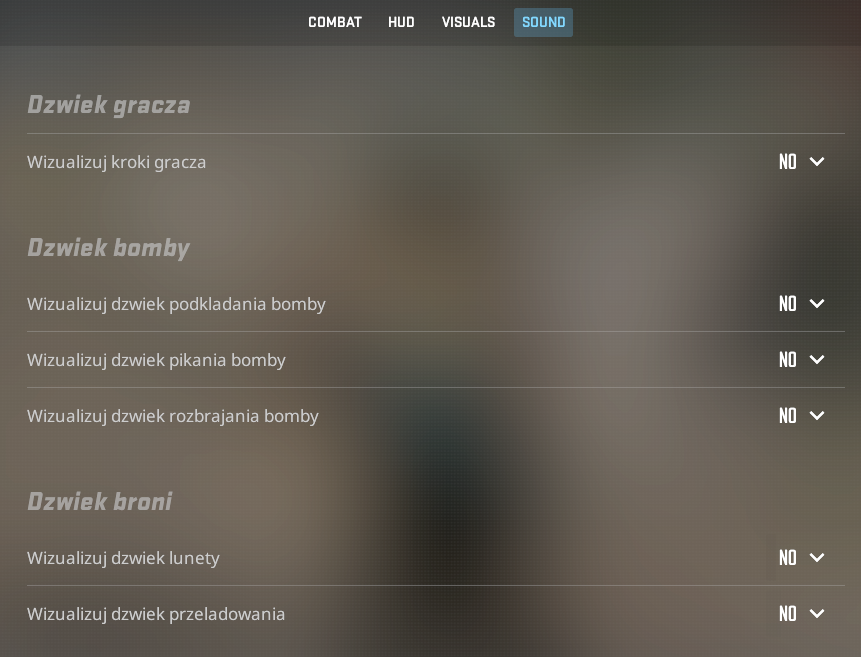 COMBAT HUD VISUALS SOUND
Dzwiek gracza
Wizualizuj kroki gracza NO
Dzwiek bomby
Wizualizuj dzwiek podkladania bomby NO
Wizualizuj dzwiek pikania bomby NO
Wizualizuj dzwiek rozbrajania bomby NO
Dzwiek broni
Wizualizuj dzwiek lunety NO
Wizualizuj dzwiek przeladowania NO